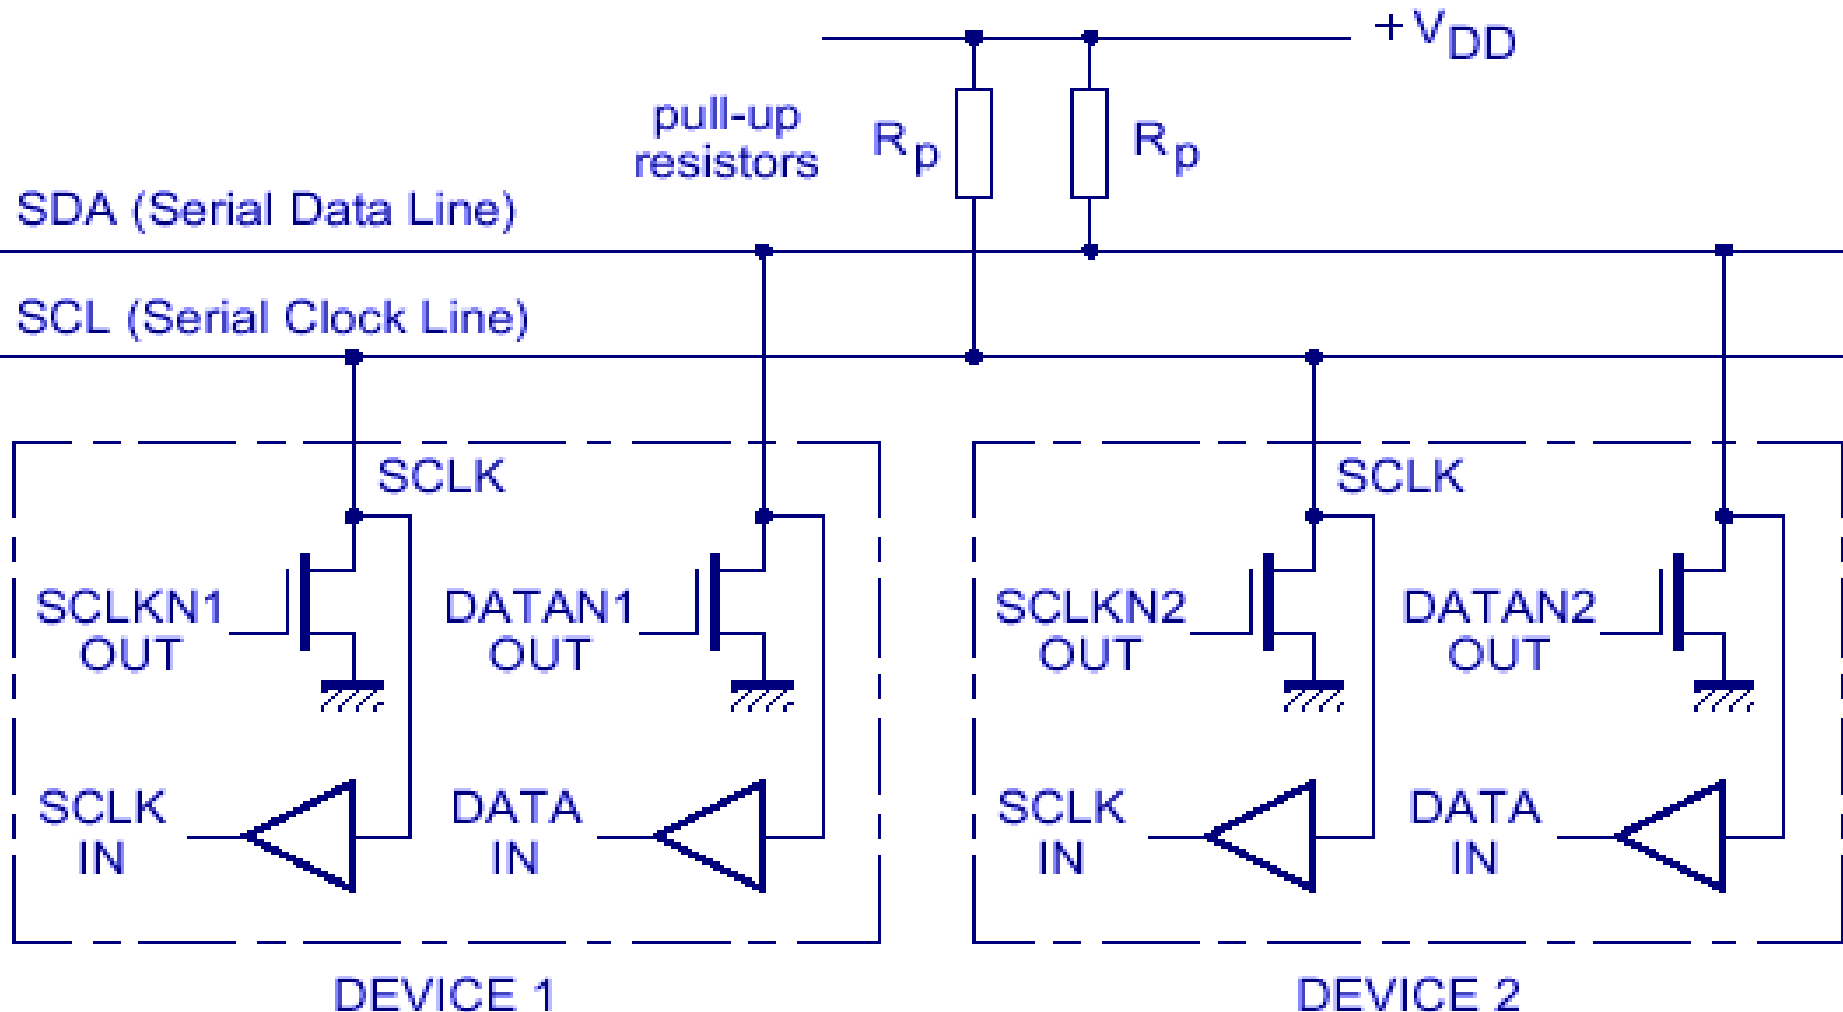 + VDD
pull-up
resistors
Rp
Rp
SDA (Serial Data Line)
SCL (Serial Clock Line)
SCLK
SCLKN1
OUT
DATAN1
OUT
SCLK
IN
DATA
IN
DEVICE 1
SCLK
SCLKN2
OUT
DATAN2
OUT
SCLK
IN
DATA
IN
DEVICE 2